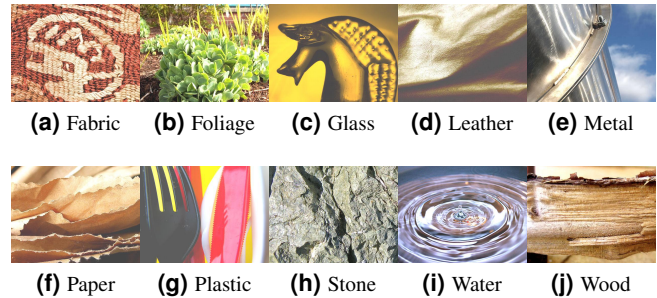 (a) Fabric (b) Foliage (c) Glass (d) Leather (e) Metal
(f) Paper (g) Plastic (h) Stone (i) Water (j) Wood